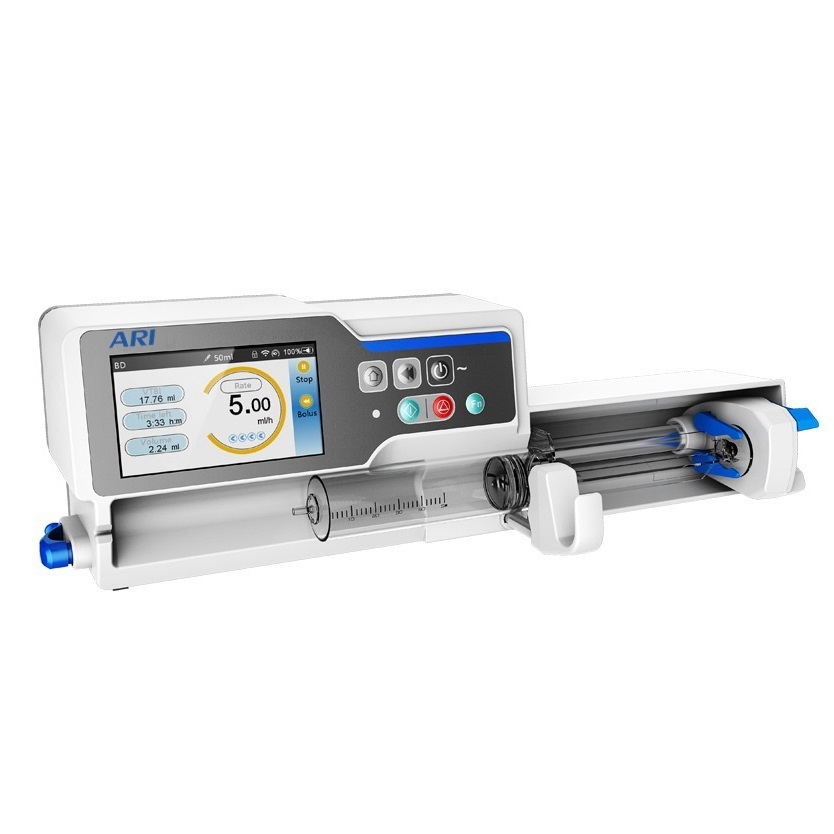 ARI
BD 50ml 100%
VTBI
17.76 ml
Time left
3:33 h:m
Volume
2.24 ml
Rate
5.00
ml/h
Stop
Bolus
Fn